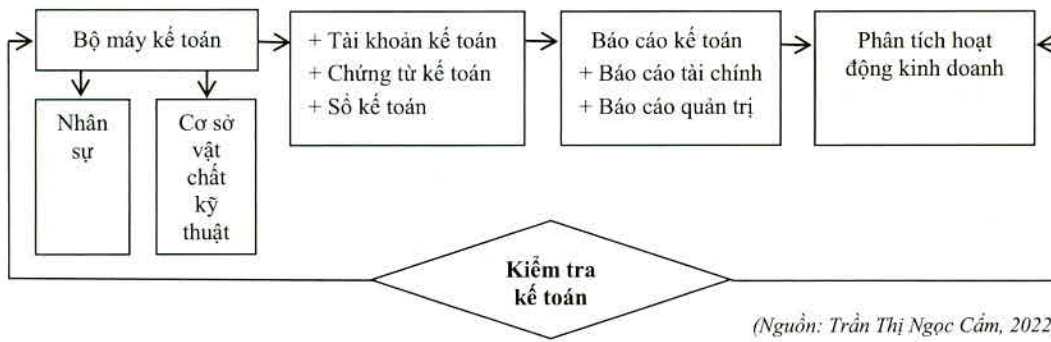 Bộ máy kế toán
Nhân
sự
Cơ sở
vật
chất
kỹ
thuật
+ Tài khoản kế toán
+ Chứng từ kế toán
+ Sổ kế toán
Báo cáo kế toán
+ Báo cáo tài chính
+ Báo cáo quản trị
Phân tích hoạt
động kinh doanh
Kiểm tra
kế toán
(Nguồn: Trần Thị Ngọc Cẩm, 2022